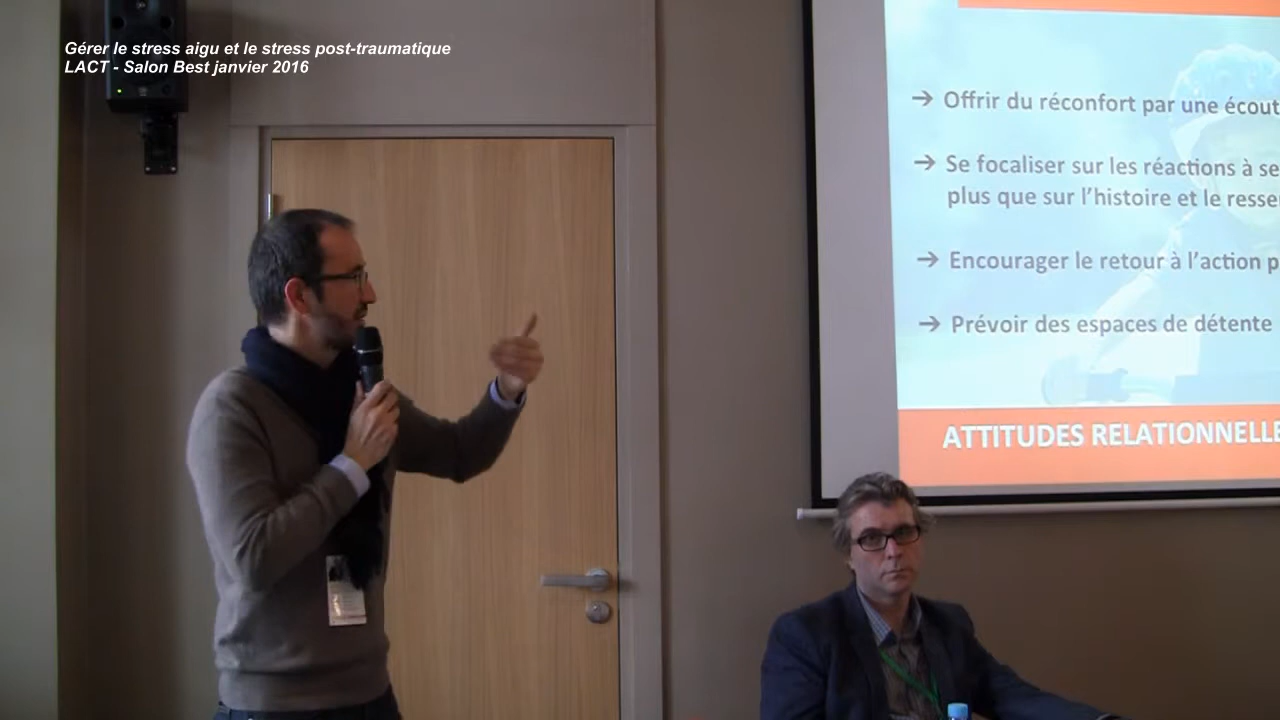 Gérer le stress aigu et le stress post-traumatique
LACT - Salon Best janvier 2016
→ Offrir du réconfort par une écout
→ Se focaliser sur les réactions à se
plus que sur l'histoire et le resse
→ Encourager le retour à l'action p
→ Prévoir des espaces de détente
ATTITUDES RELATIONNELLE